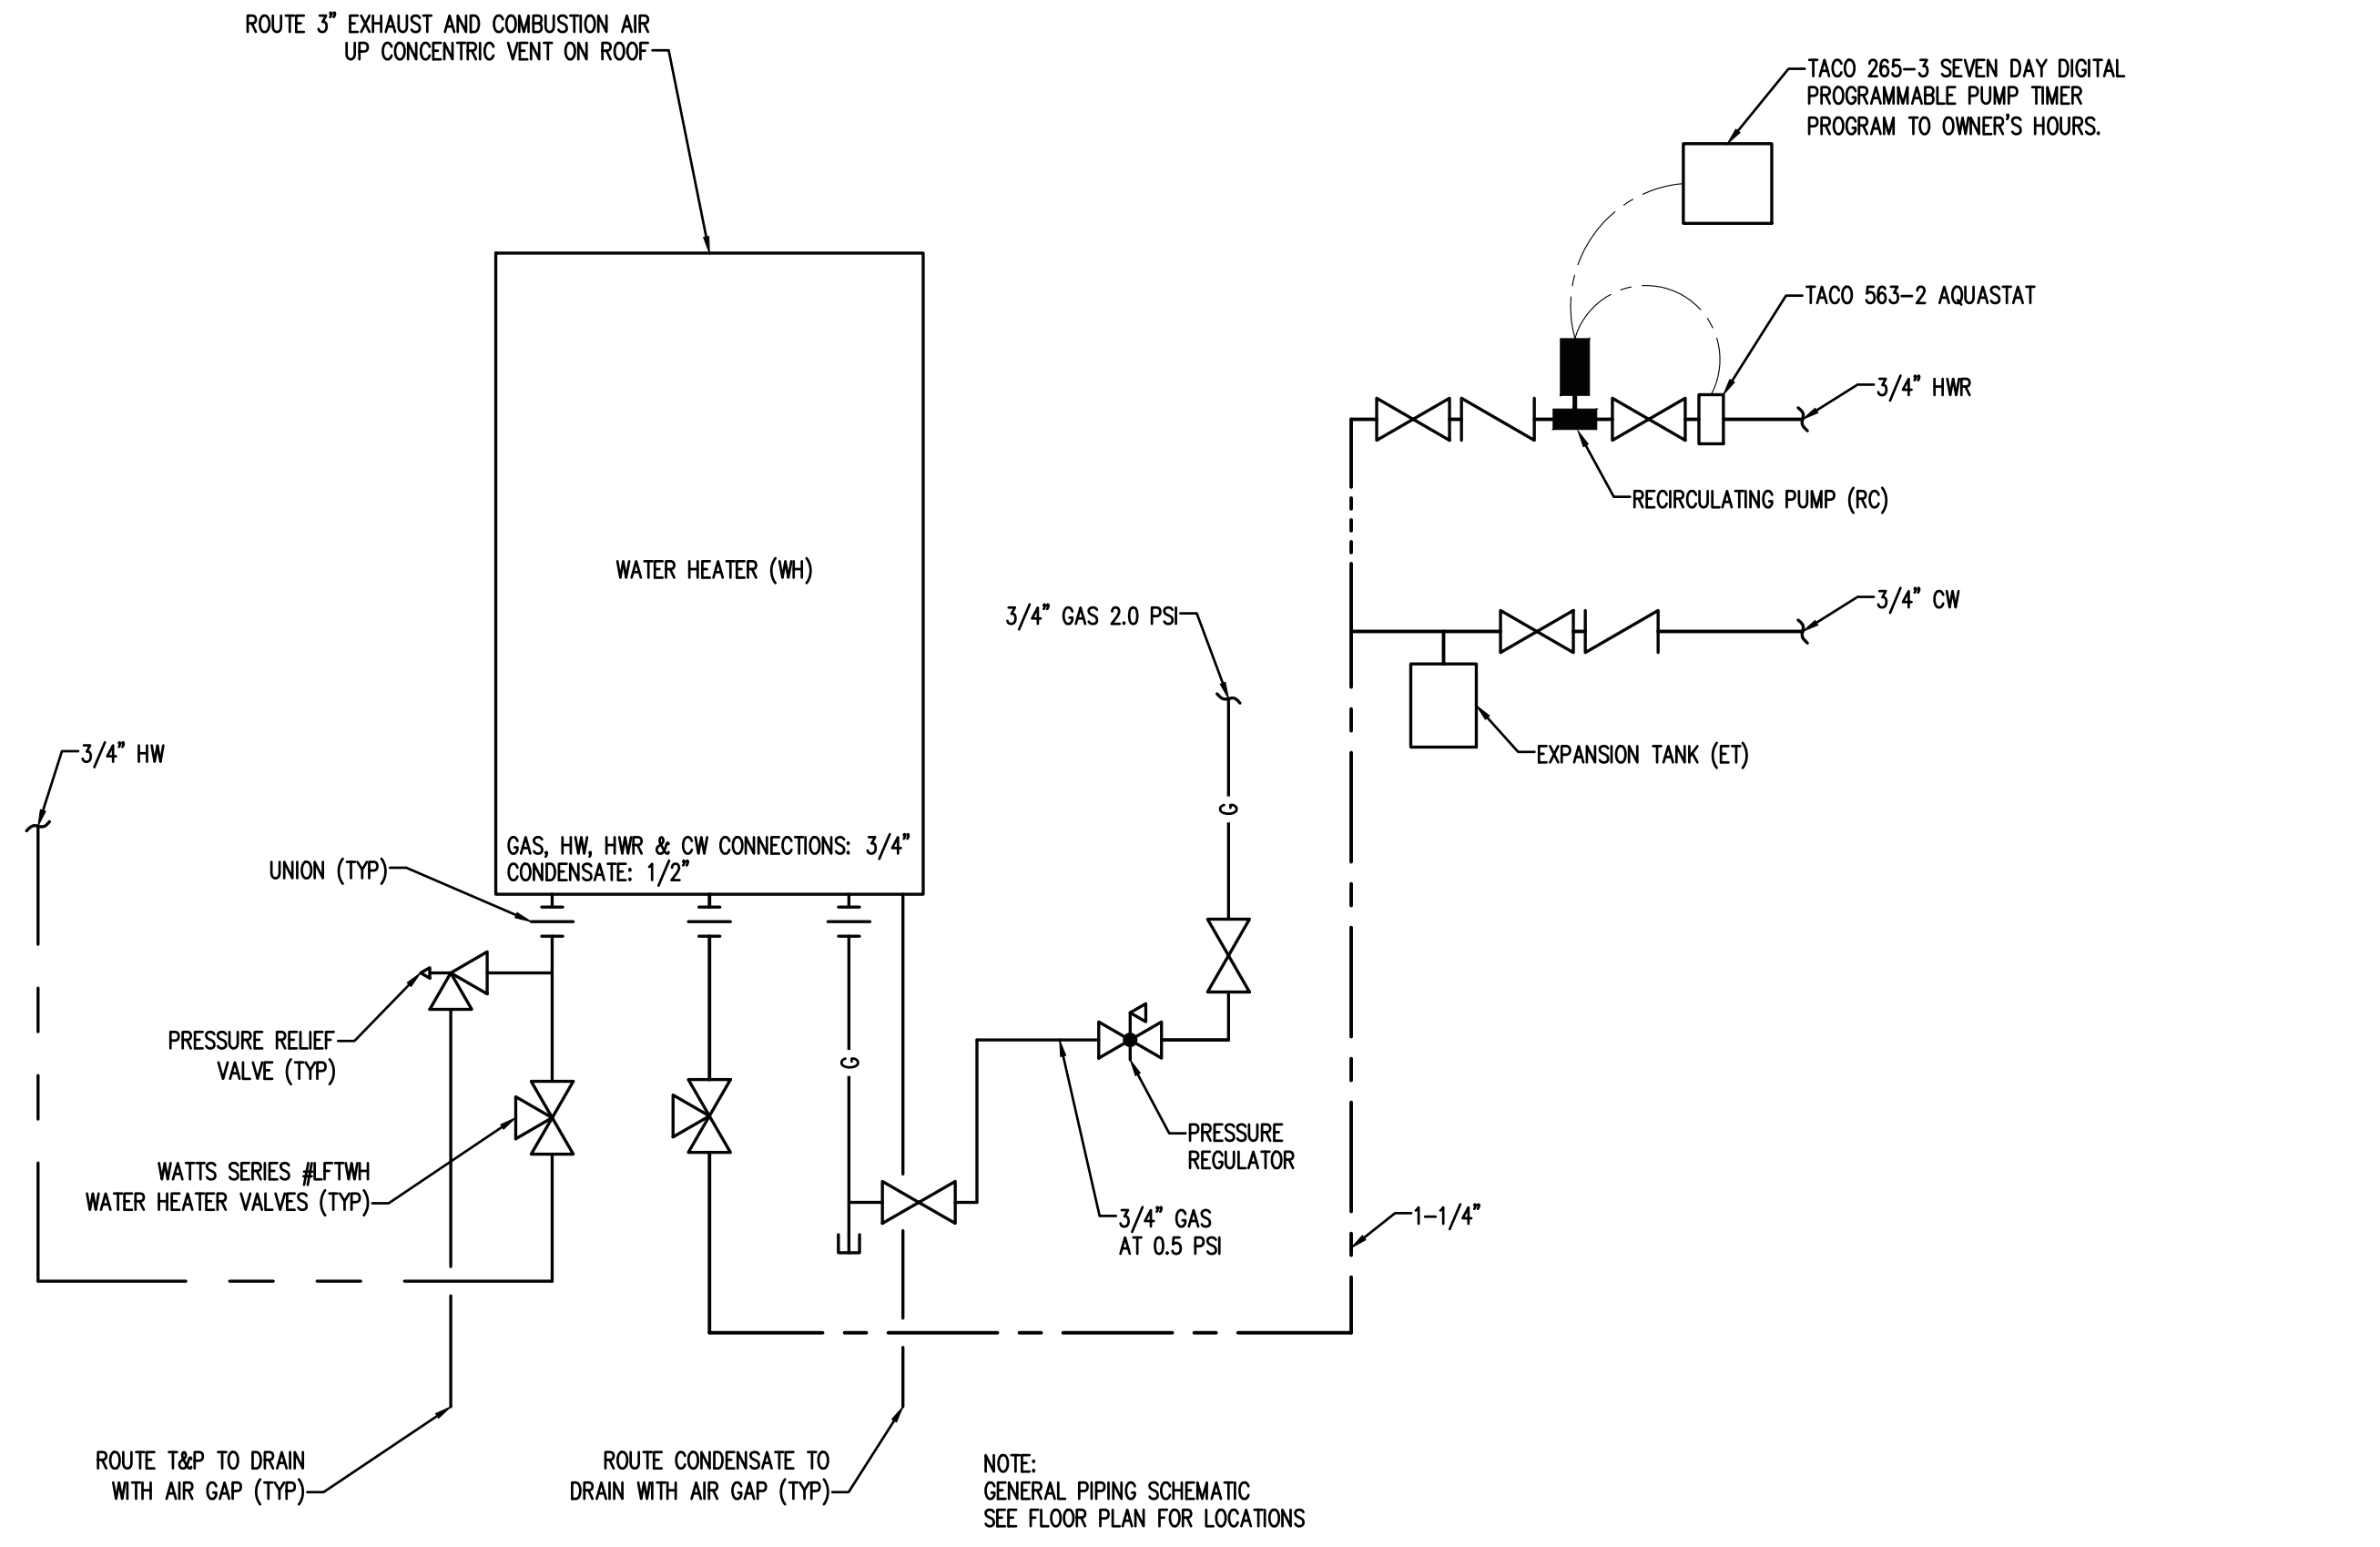 ROUTE 3" EXHAUST AND COMBUSTION AIR
UP CONCENTRIC VENT ON ROOF
TACO 265-3 SEVEN DAY DIGITAL
PROGRAMMABLE PUMP TIMER
PROGRAM TO OWNER'S HOURS.
TACO 563-2 AQUASTAT
3/4" HWR
RECIRCULATING PUMP (RC)
WATER HEATER (WH)
3/4" GAS 2.0 PSI
3/4" CW
EXPANSION TANK (ET)
3/4" HW
G
GAS, HW, HWR & CW CONNECTIONS: 3/4"
CONDENSATE: 1/2"
UNION (TYP)
PRESSURE RELIEF
VALVE (TYP)
G
PRESSURE
REGULATOR
WATTS SERIES #LFTWH
WATER HEATER VALVES (TYP)
3/4" GAS
AT 0.5 PSI
1-1/4"
ROUTE T&P TO DRAIN
WITH AIR GAP (TYP)
ROUTE CONDENSATE TO
DRAIN WITH AIR GAP (TYP)
NOTE:
GENERAL PIPING SCHEMATIC
SEE FLOOR PLAN FOR LOCATIONS